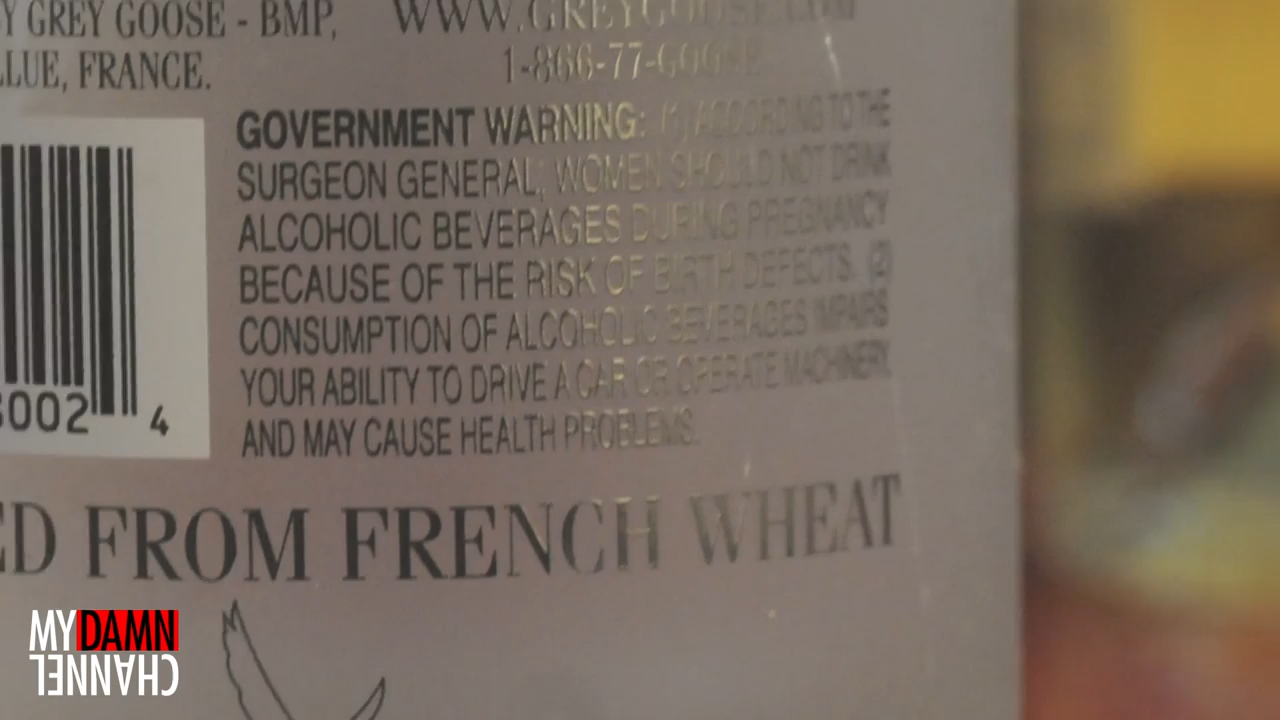 Y GREY GOOSE - BMP,
LLUE, FRANCE.
WWW.GREYGOOSE.COM
1-866-77-GOOSE
GOVERNMENT WARNING: (1) ACCORDING TO THE
SURGEON GENERAL, WOMEN SHOULD NOT DRINK
ALCOHOLIC BEVERAGES DURING PREGNANCY
BECAUSE OF THE RISK OF BIRTH DEFECTS. (2)
CONSUMPTION OF ALCOHOLIC BEVERAGES IMPAIRS
YOUR ABILITY TO DRIVE A CAR OR OPERATE MACHINERY,
AND MAY CAUSE HEALTH PROBLEMS.
002 4
ED FROM FRENCH WHEAT
MYDAMN
CHANNEL